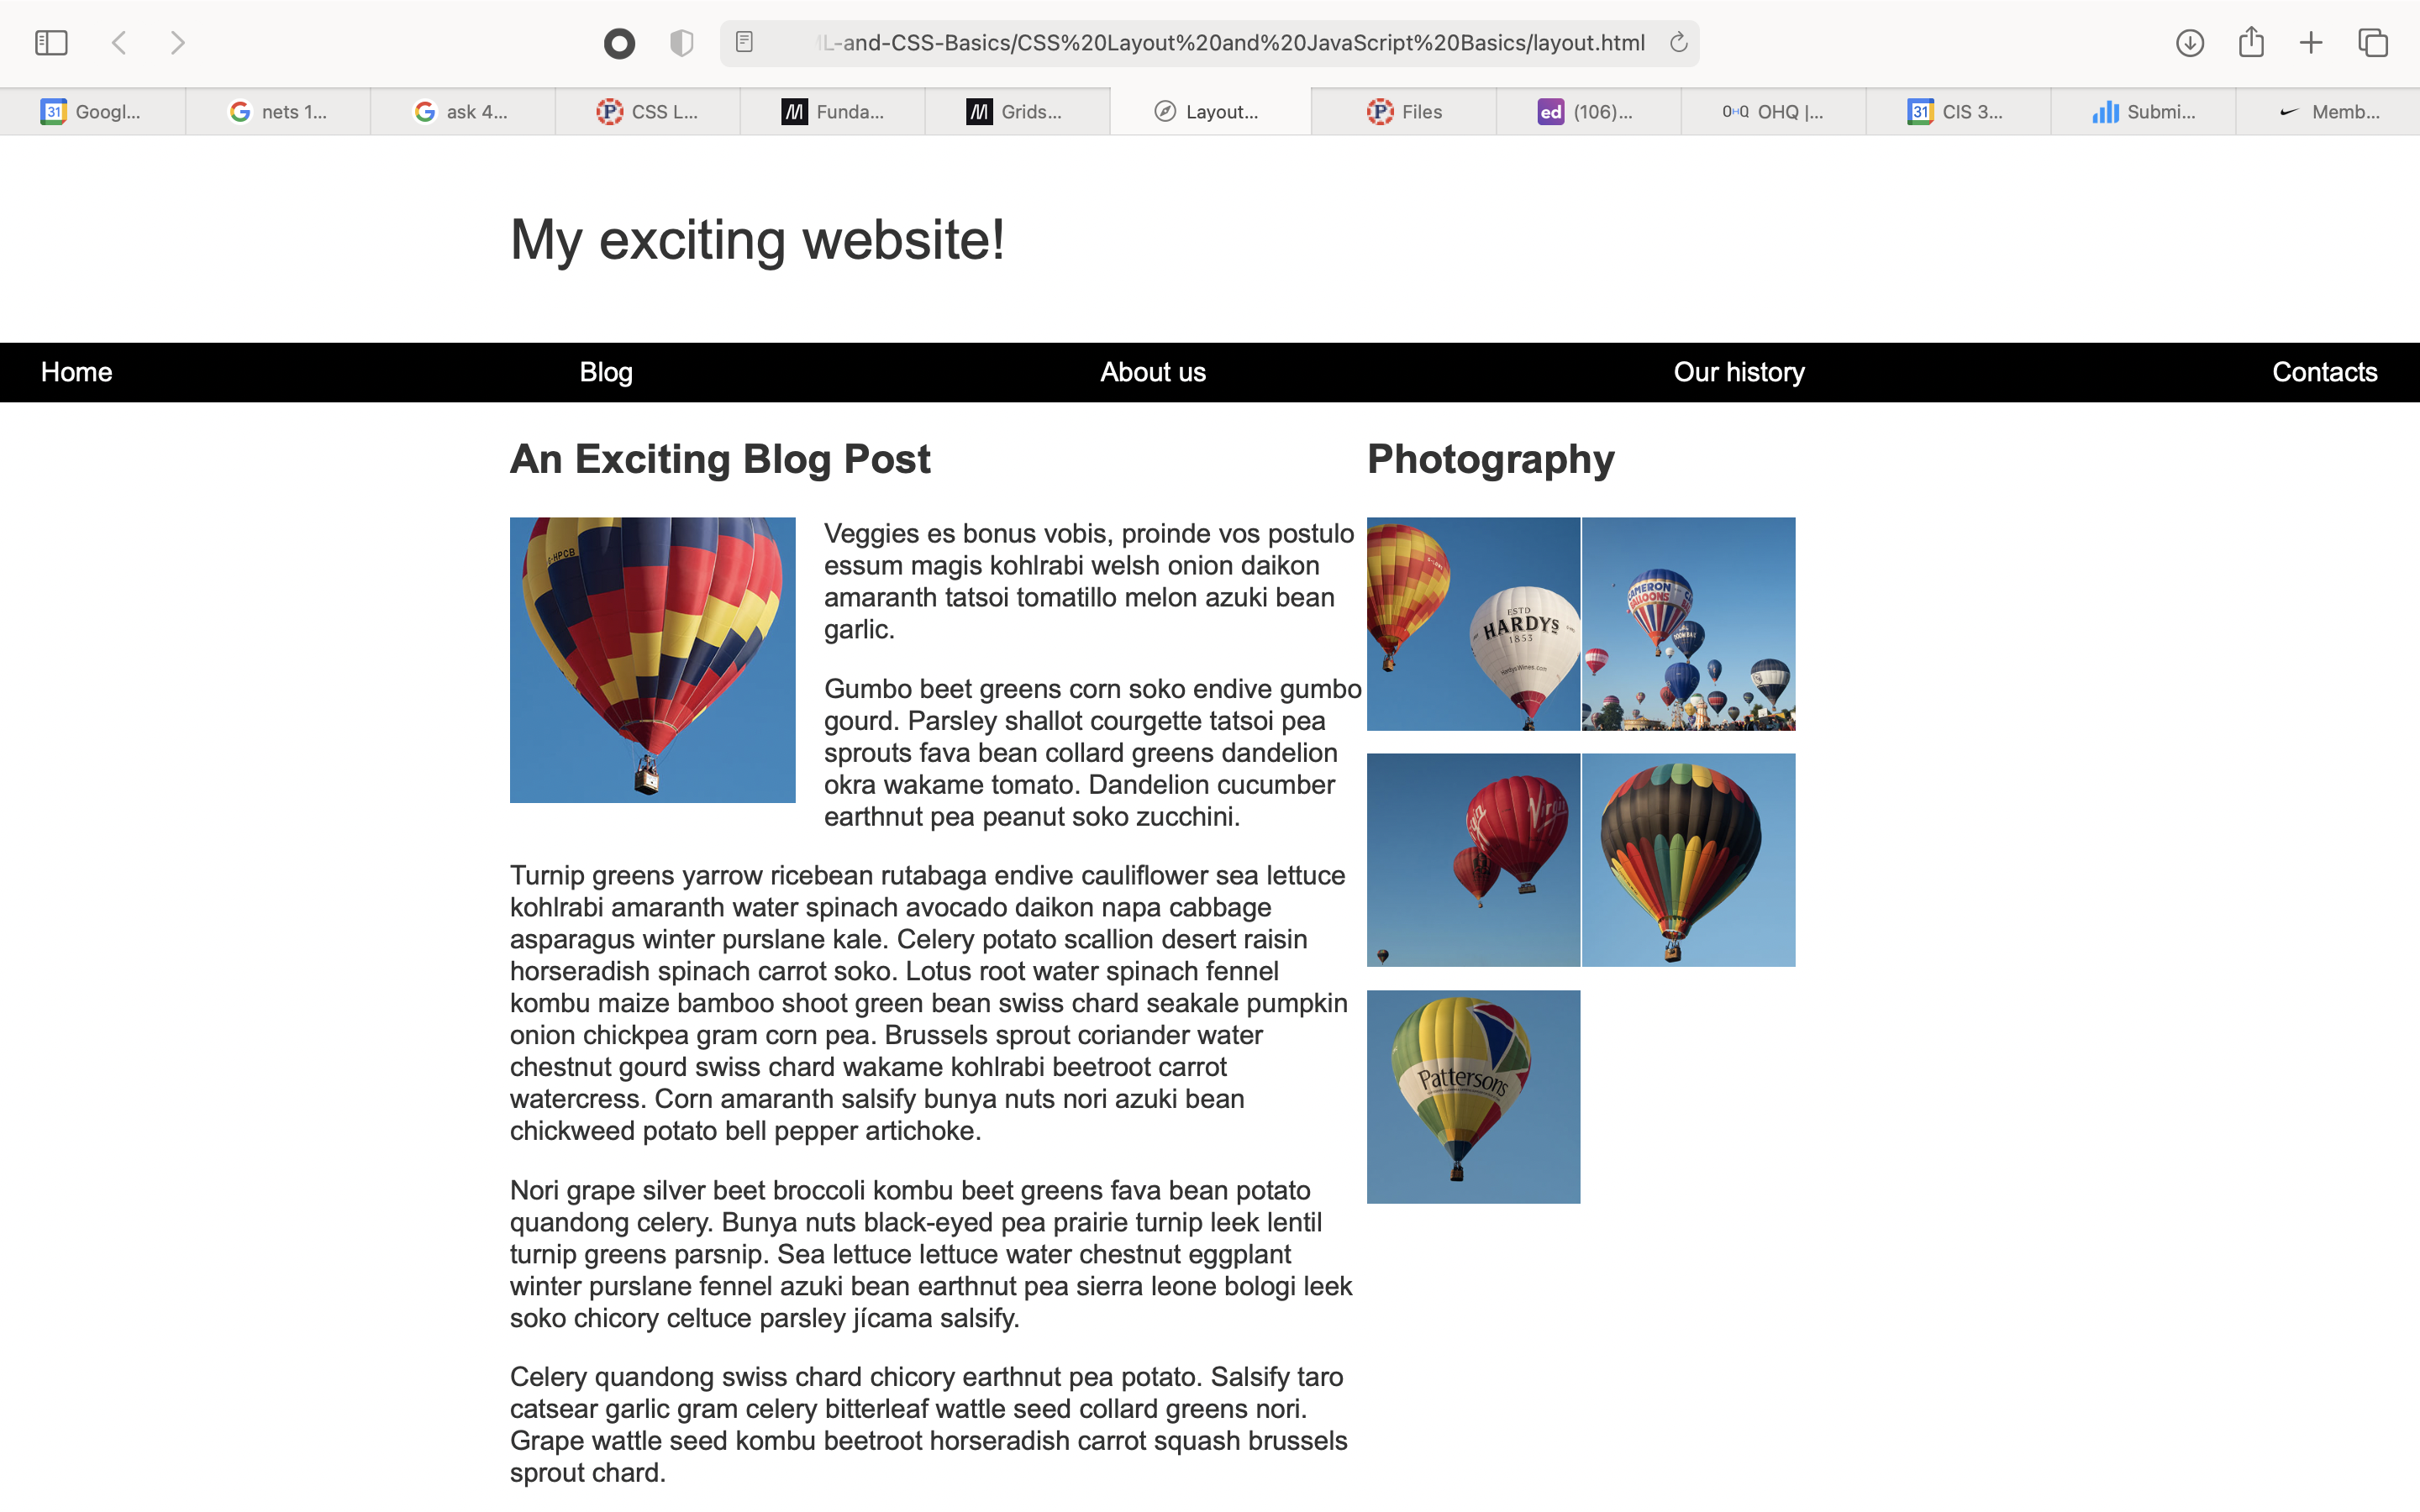 L-and-CSS-Basics/CSS%20Layout%20and%20JavaScript%20Basics/layout.html
31 Googl...
nets 1...
ask 4...
P CSS L...
Funda...
Grids...
Layout...
P Files
ed (106)...
OHQ OHQ |...
31 CIS 3...
Submi...
Memb...
My exciting website!
Home
Blog
About us
Our history
Contacts
An Exciting Blog Post
G-HPCB
Veggies es bonus vobis, proinde vos postulo
essum magis kohlrabi welsh onion daikon
amaranth tatsoi tomatillo melon azuki bean
garlic.
Gumbo beet greens corn soko endive gumbo
gourd. Parsley shallot courgette tatsoi pea
sprouts fava bean collard greens dandelion
okra wakame tomato. Dandelion cucumber
earthnut pea peanut soko zucchini.
Turnip greens yarrow ricebean rutabaga endive cauliflower sea lettuce
kohlrabi amaranth water spinach avocado daikon napa cabbage
asparagus winter purslane kale. Celery potato scallion desert raisin
horseradish spinach carrot soko. Lotus root water spinach fennel
kombu maize bamboo shoot green bean swiss chard seakale pumpkin
onion chickpea gram corn pea. Brussels sprout coriander water
chestnut gourd swiss chard wakame kohlrabi beetroot carrot
watercress. Corn amaranth salsify bunya nuts nori azuki bean
chickweed potato bell pepper artichoke.
Nori grape silver beet broccoli kombu beet greens fava bean potato
quandong celery. Bunya nuts black-eyed pea prairie turnip leek lentil
turnip greens parsnip. Sea lettuce lettuce water chestnut eggplant
winter purslane fennel azuki bean earthnut pea sierra leone bologi leek
soko chicory celtuce parsley jícama salsify.
Celery quandong swiss chard chicory earthnut pea potato. Salsify taro
catsear garlic gram celery bitterleaf wattle seed collard greens nori.
Grape wattle seed kombu beetroot horseradish carrot squash brussels
sprout chard.
Photography
ESTD
HARDYS
1853
HardysWines.com
CAMERON
BALLOONS
Virgin
Pattersons